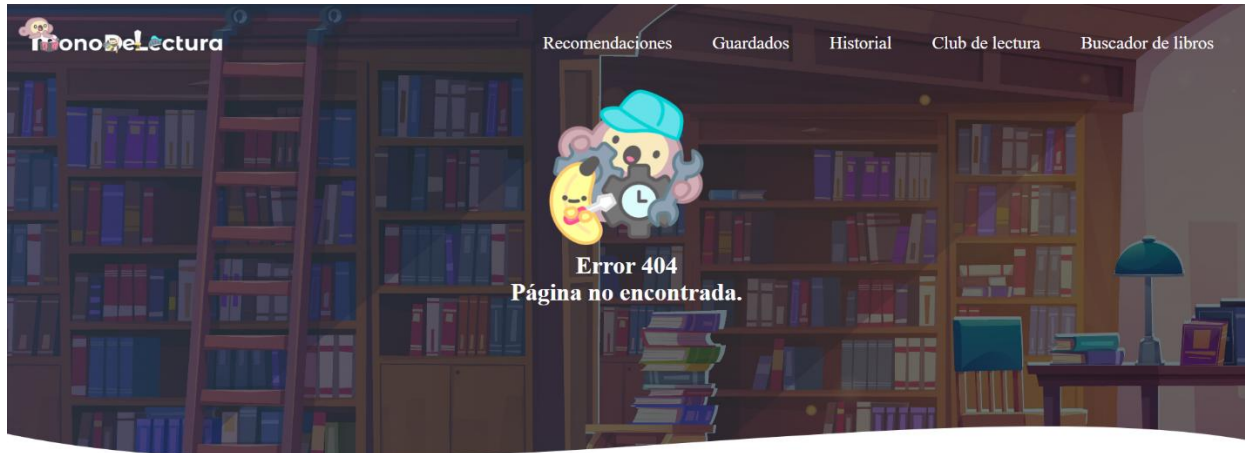 MonoDeLectura
Recomendaciones Guardados Historial Club de lectura Buscador de libros
Error 404
Página no encontrada.